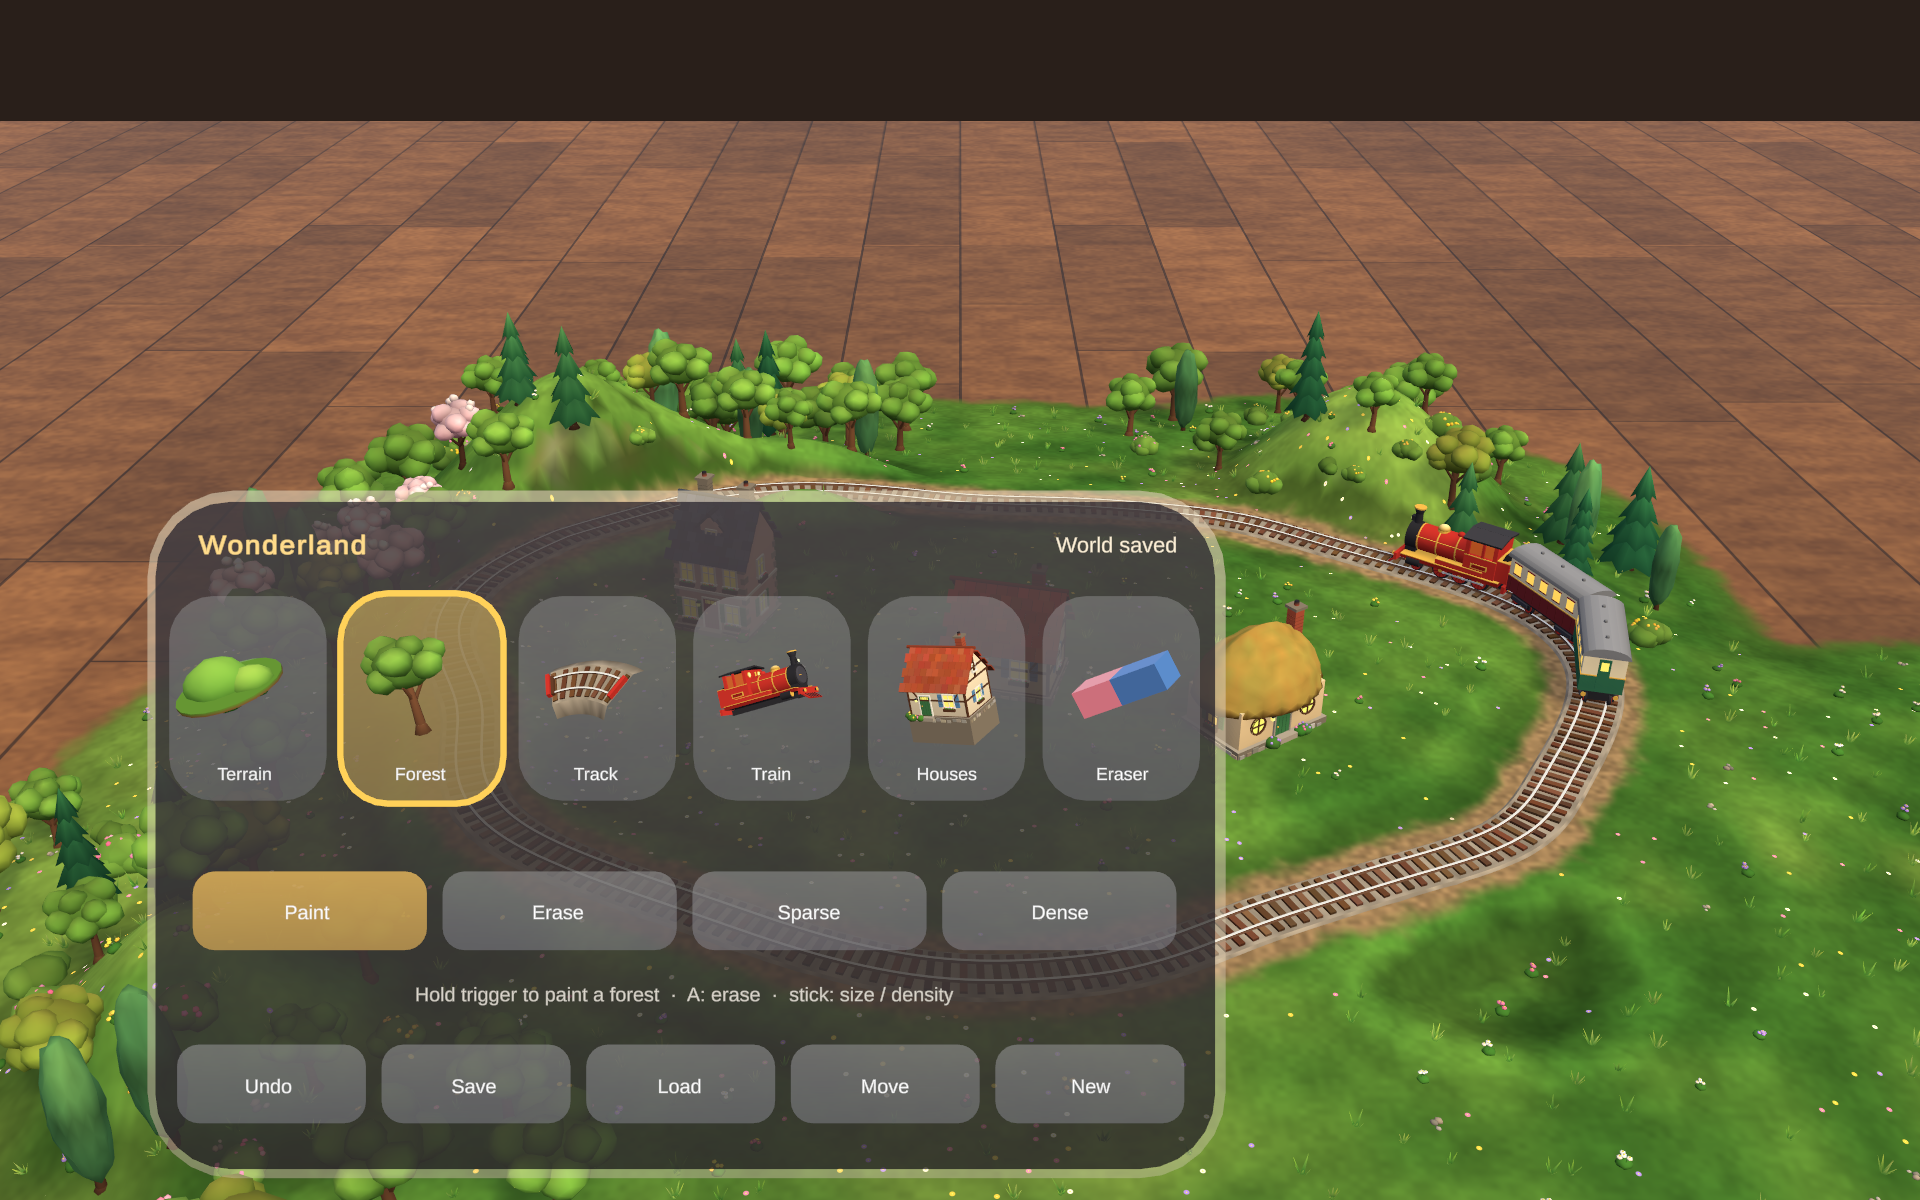 Wonderland
World saved
Terrain
Forest
Track
Train
Houses
Eraser
Paint
Erase
Sparse
Dense
Hold trigger to paint a forest · A: erase · stick: size / density
Undo
Save
Load
Move
New